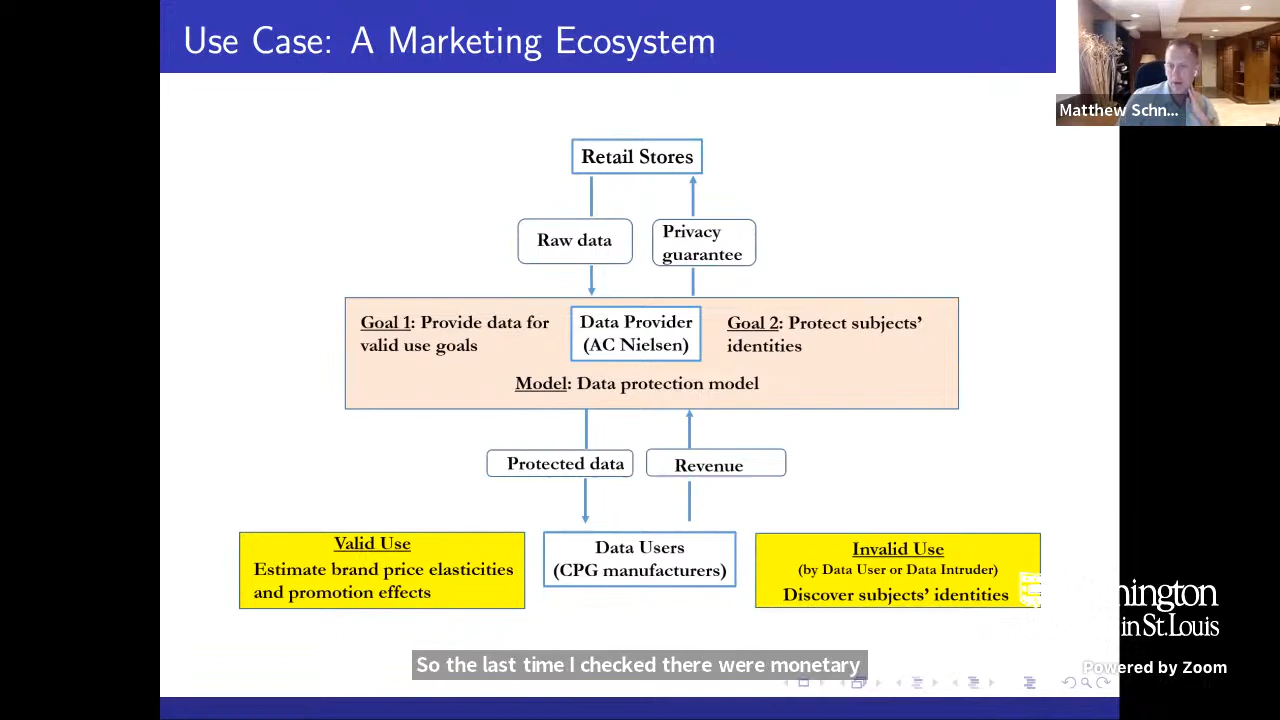 Use Case: A Marketing Ecosystem
Matthew Schn...
Retail Stores
Raw data
Privacy
guarantee
Goal 1: Provide data for
valid use goals
Data Provider
(AC Nielsen)
Goal 2: Protect subjects'
identities
Model: Data protection model
Protected data
Revenue
Valid Use
Estimate brand price elasticities
and promotion effects
Data Users
(CPG manufacturers)
Invalid Use
(by Data User or Data Intruder)
Discover subjects' identities
in St. Louis
So the last time I checked there were monetary
Powered by Zoom